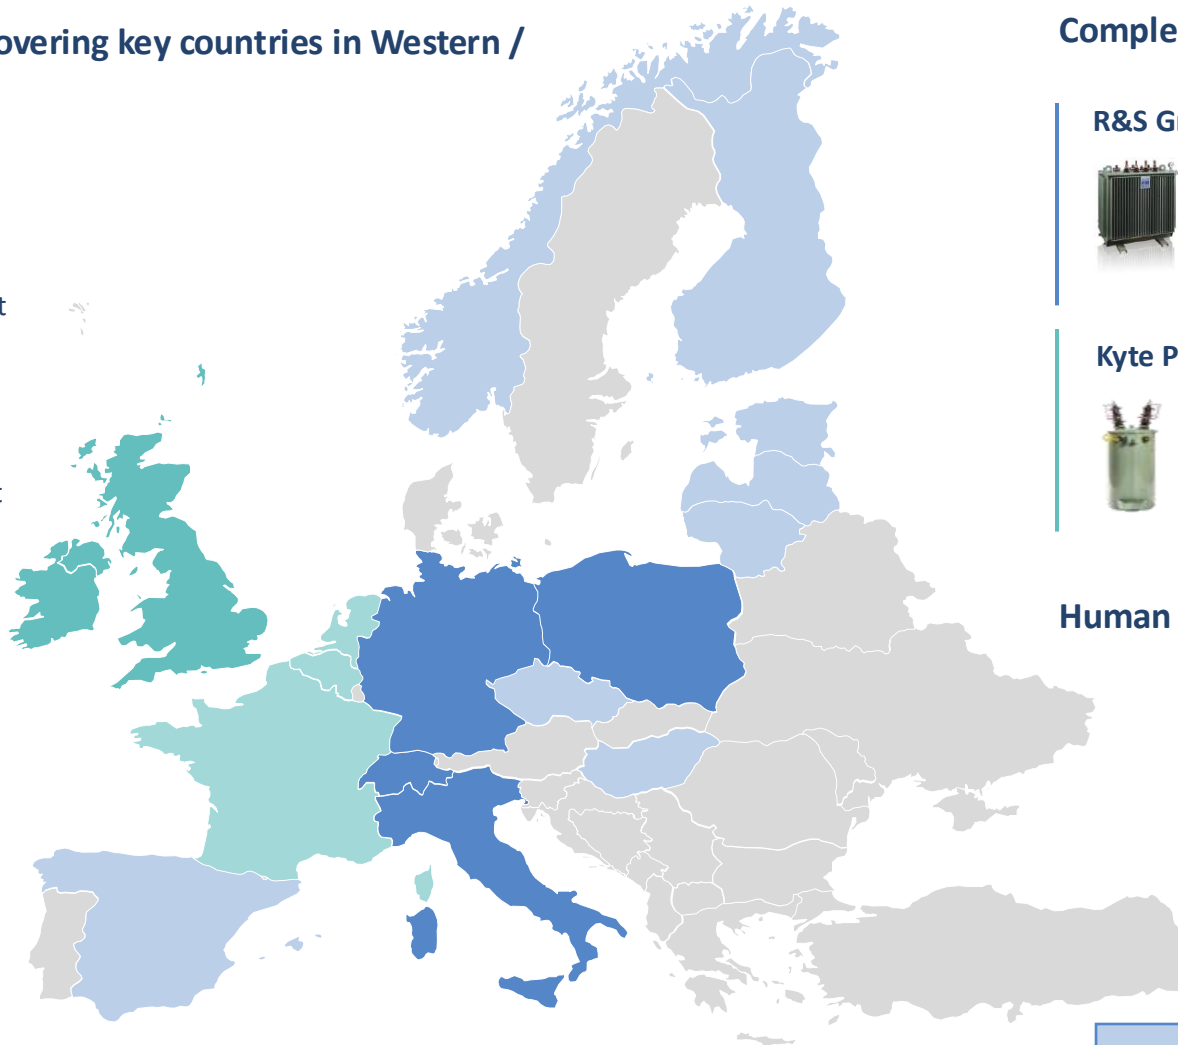 overing key countries in Western /
t
t
Comple
R&S G
Kyte P
Human